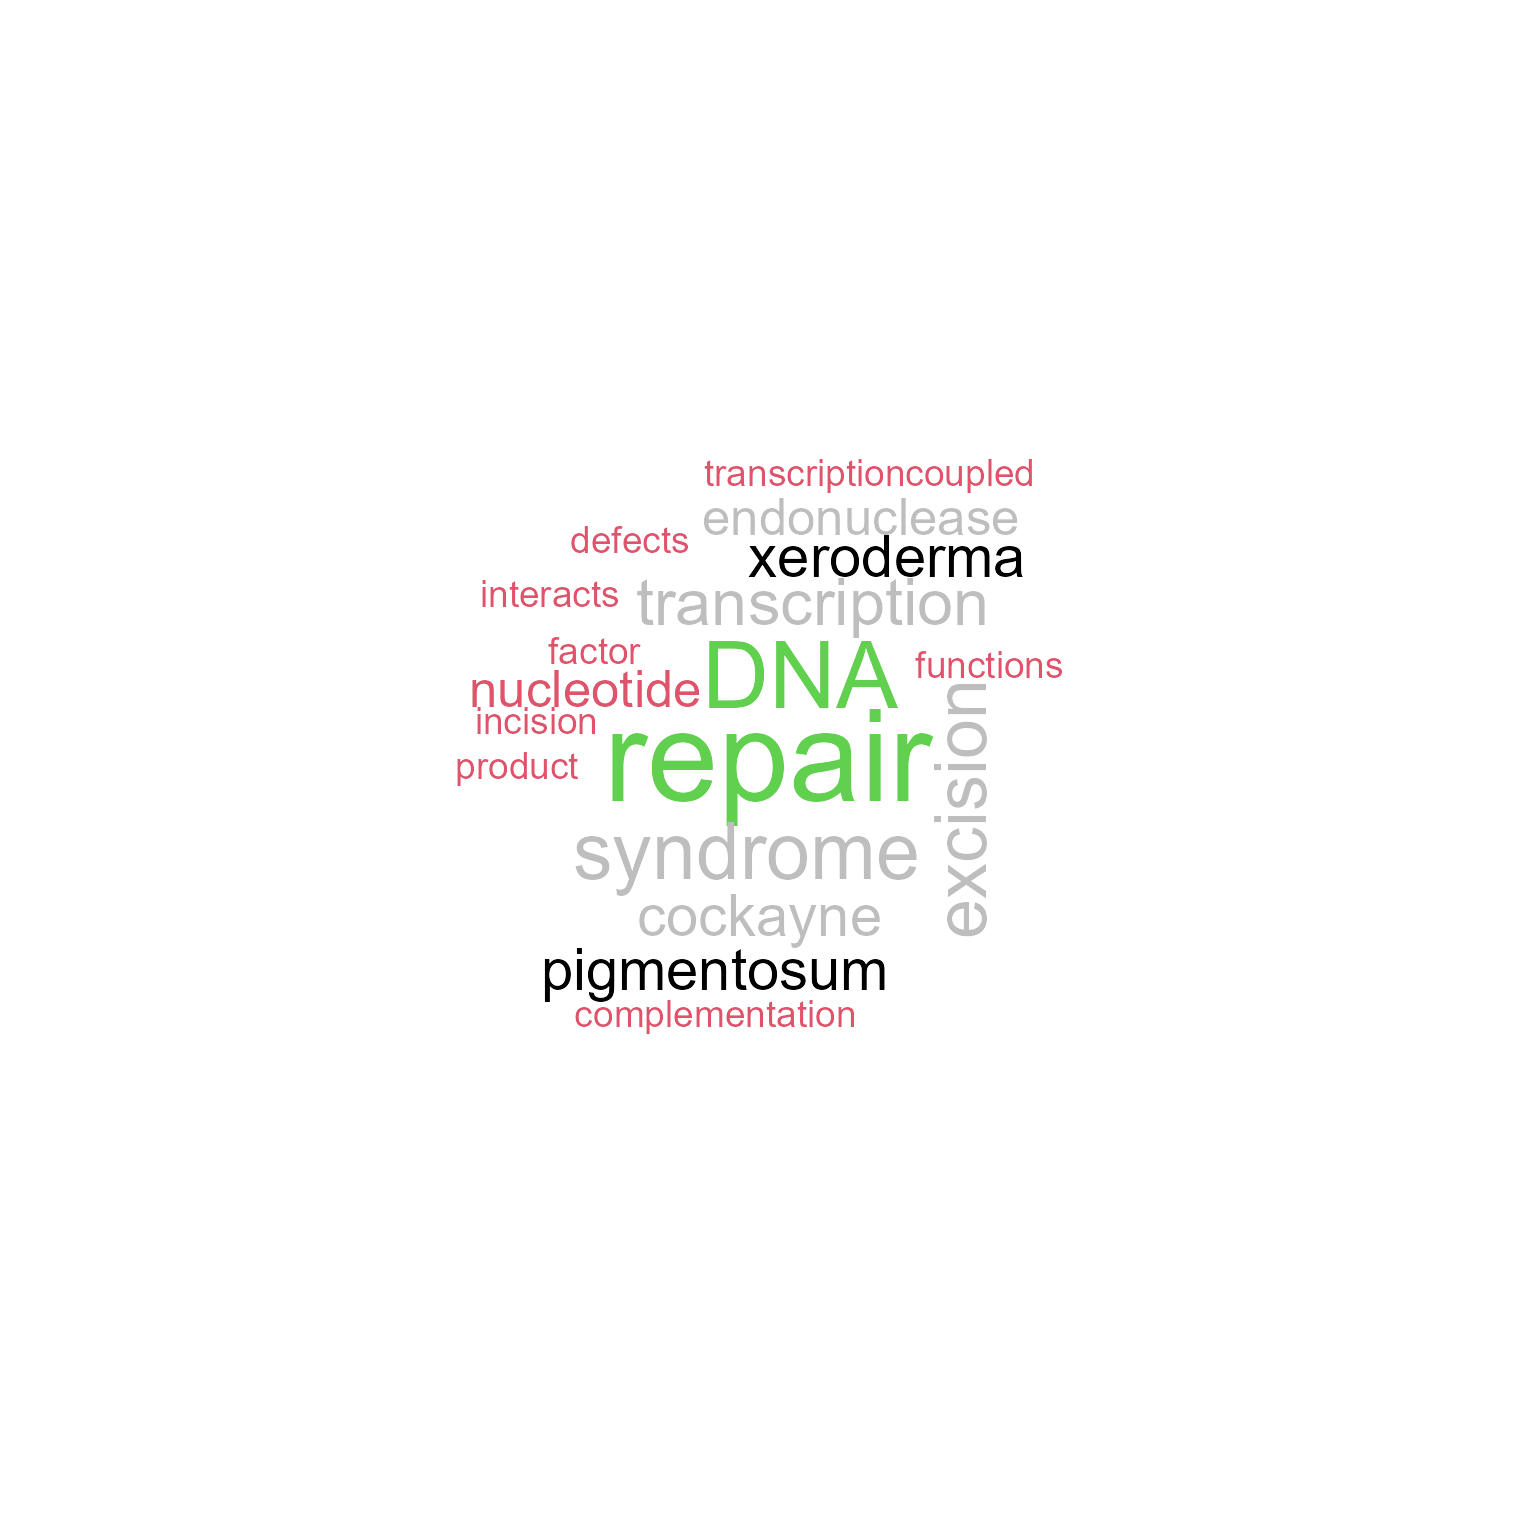 transcriptioncoupled
endonuclease
defects
xeroderma
interacts
transcription
factor
functions
nucleotide
DNA
incision
product
repair
excision
syndrome
cockayne
pigmentosum
complementation